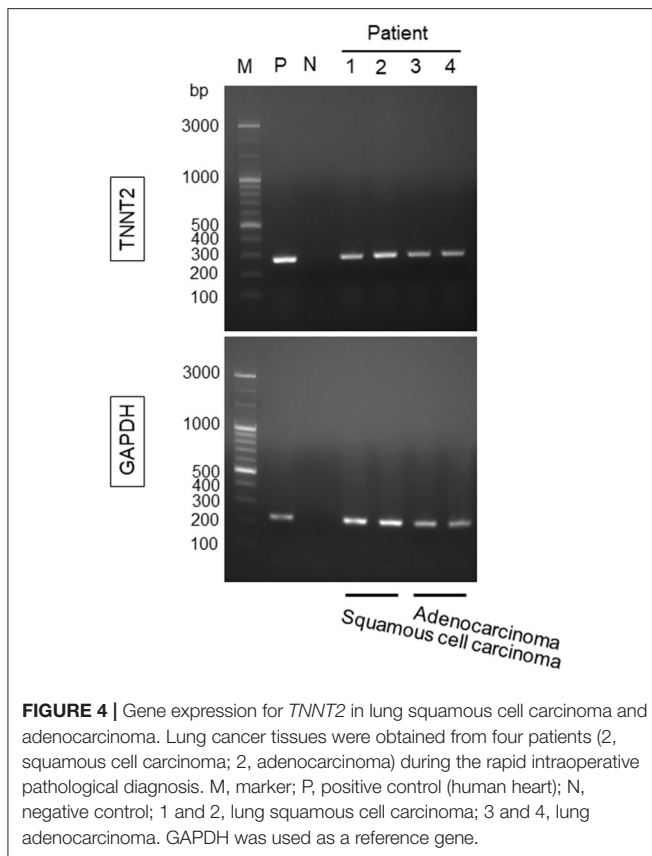 Patient
M P N 1 2 3 4
bp
3000
1000
500
400
300
200
100
TNNT2
3000
1000
500
400
300
200
100
GAPDH
Squamous cell carcinoma
Adenocarcinoma
FIGURE 4 | Gene expression for TNNT2 in lung squamous cell carcinoma and
adenocarcinoma. Lung cancer tissues were obtained from four patients (2,
squamous cell carcinoma; 2, adenocarcinoma) during the rapid intraoperative
pathological diagnosis. M, marker; P, positive control (human heart); N,
negative control; 1 and 2, lung squamous cell carcinoma; 3 and 4, lung
adenocarcinoma. GAPDH was used as a reference gene.